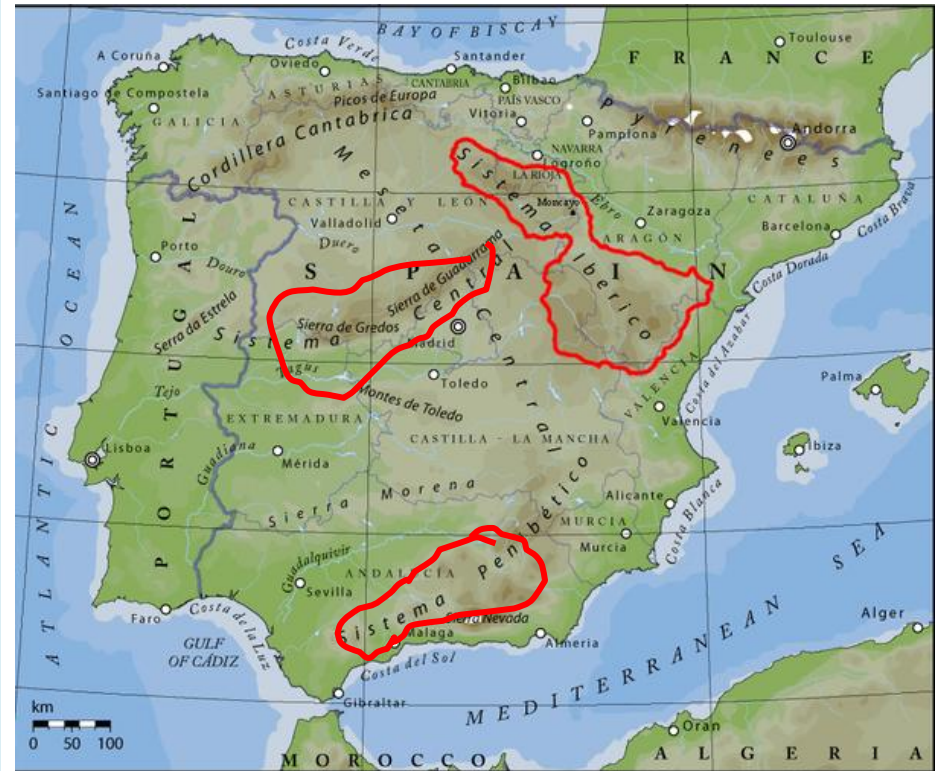 BAY OF BISCAY
Costa Verde
A Coruña
Oviedo
Santander
Toulouse
FRANCE
Bilbao
ASTURIAS
CANTABRIA
Picos de Europa
PAÍS VASCO
Santiago de Compostela
Vitoria
Pamplona
Pyrenees
Andorra
GALICIA
Cordillera Cantabrica
NAVARRA
Logroño
LA RIOJA
Sistema Iberico
Meseta Central
CASTILLA Y LEÓN
Moncayo
Ebro
Zaragoza
CATALUÑA
Barcelona
Costa Brava
Valladolid
Duero
ARAGÓN
Porto
Douro
SPAIN
Costa Dorada
Sierra de Guadarrama
Serra da Estrela
Sistema Central
Sierra de Gredos
Madrid
PORTUGAL
Tagus
Toledo
Tejo
Montes de Toledo
VALENCIA
Costa del Azahar
Palma
EXTREMADURA
Valencia
CASTILLA - LA MANCHA
Lisboa
Guadiana
Mérida
Ibiza
ATLANTIC OCEAN
Sierra Morena
Alicante
Costa Blanca
MURCIA
Murcia
Guadalquivir
ANDALUCÍA
Sistema Penibético
Sevilla
Faro
Costa de la Luz
Sierra Nevada
Malaga
Almeria
Alger
GULF
OF CÁDIZ
Costa del Sol
MEDITERRANEAN SEA
Gibraltar
km
0 50 100
Oran
MOROCCO
ALGERIA